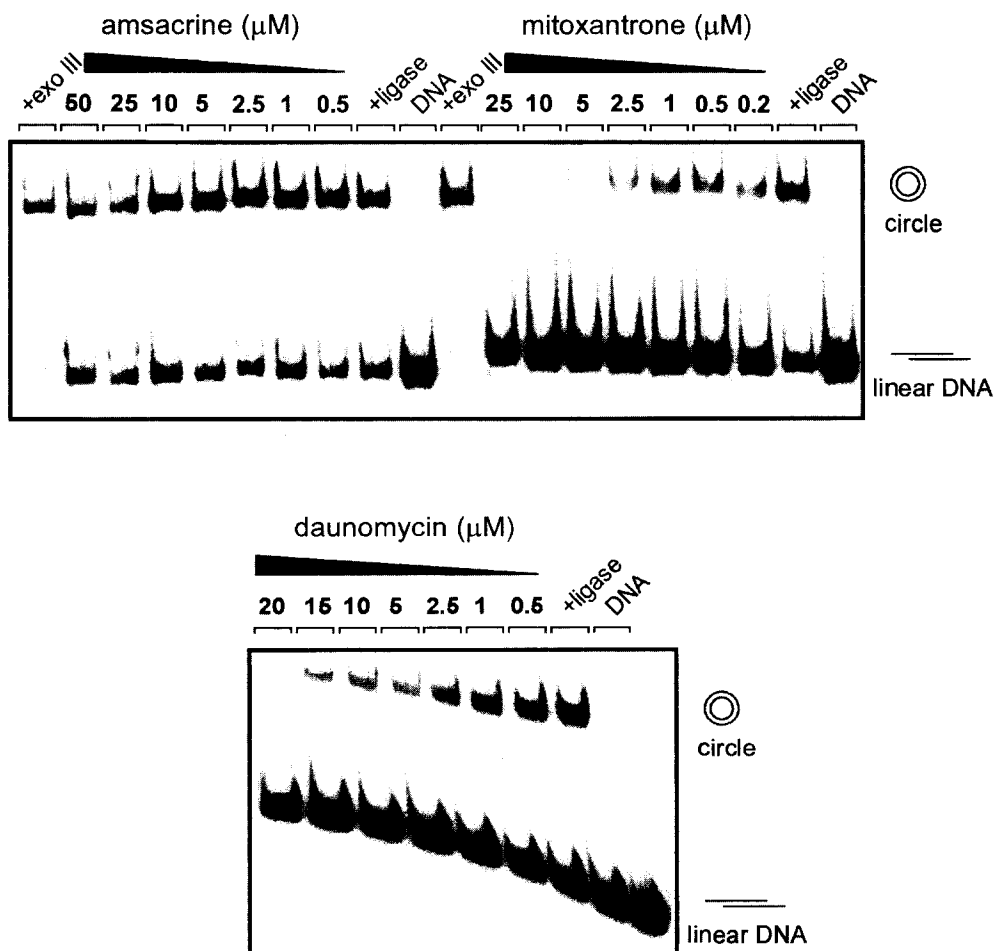 amsacrine (μM)
mitoxantrone (μM)
+exo III 50 25 10 5 2.5 1 0.5 +ligase DNA +exo III 25 10 5 2.5 1 0.5 0.2 +ligase DNA
circle
linear DNA
daunomycin (μM)
20 15 10 5 2.5 1 0.5 +ligase DNA
circle
linear DNA